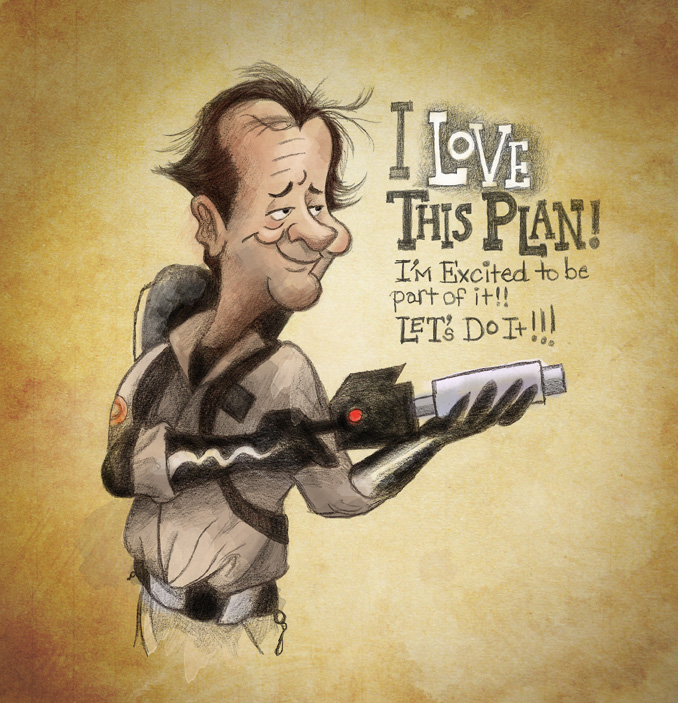 I LOVE
THIS PLAN!
I'M Excited to be
part of it!!
LET'S DO It!!!